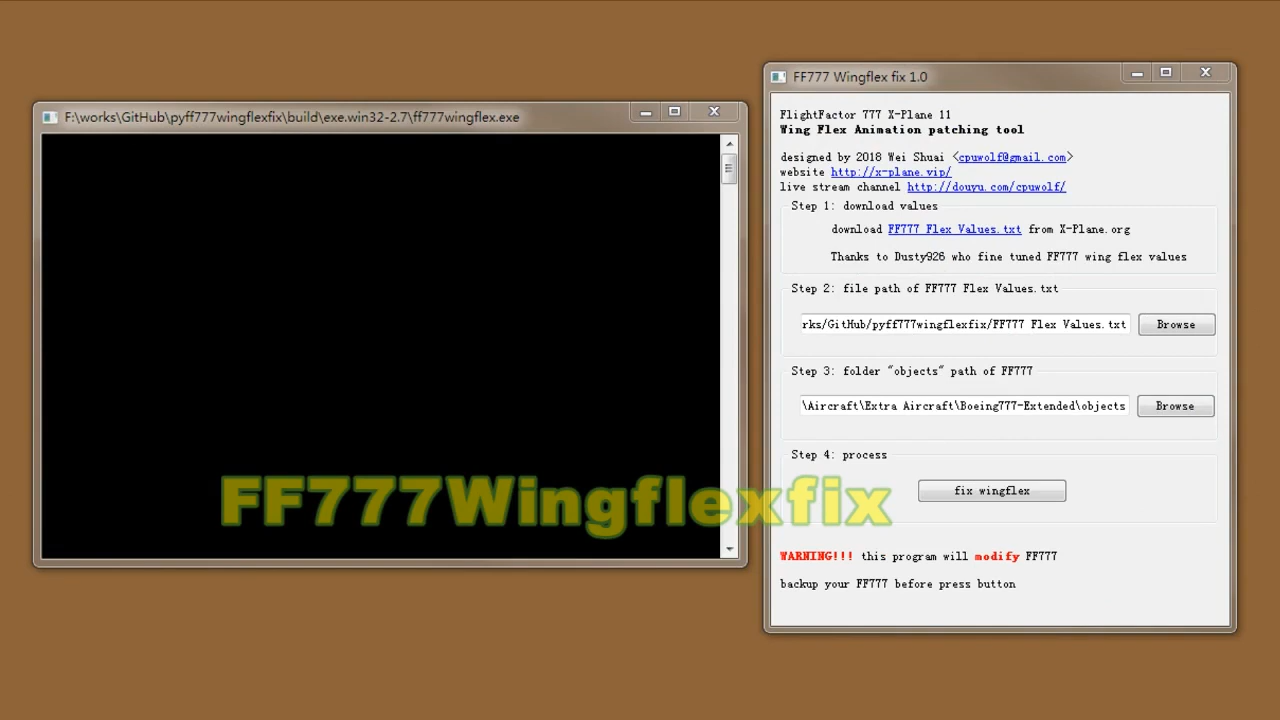 F:\works\GitHub\pyff777wingflexfix\build\exe.win32-2.7\ff777wingflex.exe
FF777 Wingflex fix 1.0
FlightFactor 777 X-Plane 11
Wing Flex Animation patching tool
designed by 2018 Wei Shuai <cpuwolf@gmail.com>
website http://x-plane.vip/
live stream channel http://douyu.com/cpuwolf/
Step 1: download values
download FF777 Flex Values.txt from X-Plane.org
Thanks to Dusty926 who fine tuned FF777 wing flex values
Step 2: file path of FF777 Flex Values.txt
rks/GitHub/pyff777wingflexfix/FF777 Flex Values.txt Browse
Step 3: folder "objects" path of FF777
\Aircraft\Extra Aircraft\Boeing777-Extended\objects Browse
Step 4: process
fix wingflex
FF777Wingflexfix
WARNING!!! this program will modify FF777
backup your FF777 before press button